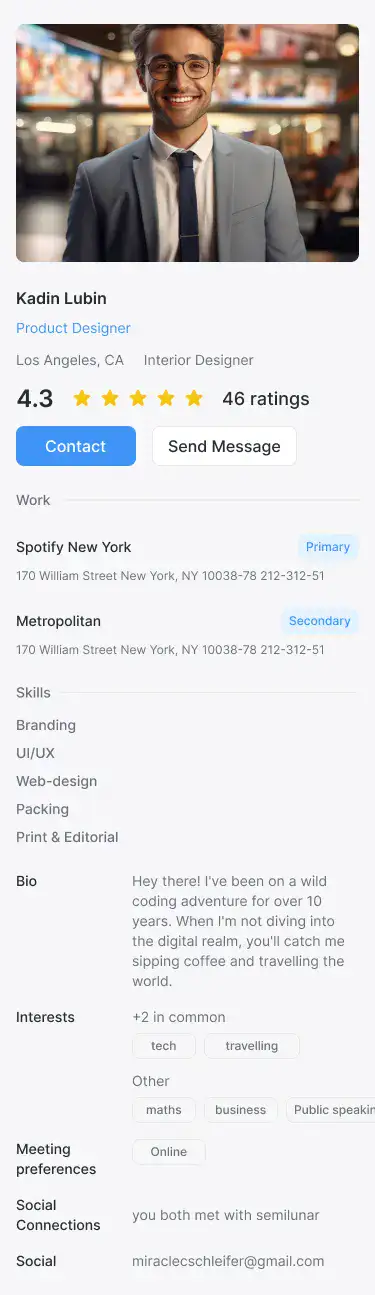 Kadin Lubin
Product Designer
Los Angeles, CA Interior Designer
4.3 46 ratings
Contact Send Message
Work
Spotify New York Primary
170 William Street New York, NY 10038-78 212-312-51
Metropolitan Secondary
170 William Street New York, NY 10038-78 212-312-51
Skills
Branding
UI/UX
Web-design
Packing
Print & Editorial
Bio Hey there! I've been on a wild
coding adventure for over 10
years. When I'm not diving into
the digital realm, you'll catch me
sipping coffee and travelling the
world.
Interests +2 in common
tech travelling
Other
maths business Public speakin
Meeting Online
preferences
Social
Connections you both met with semilunar
Social miraclecschleifer@gmail.com